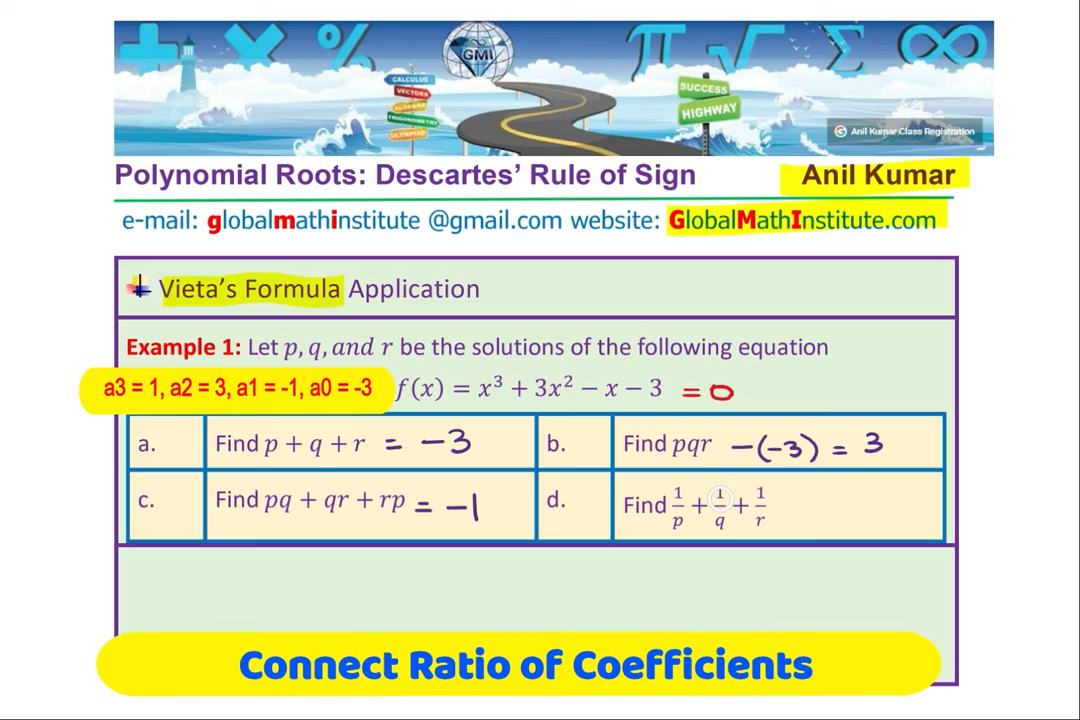 GMI
CALCULUS
VECTORS
ALGEBRA
TRIGONOMETRY
OLYMPIAD
SUCCESS
HIGHWAY
Anil Kumar Class Registration
Polynomial Roots: Descartes' Rule of Sign Anil Kumar
e-mail: globalmathinstitute @gmail.com website: GlobalMathInstitute.com
Vieta's Formula Application
Example 1: Let p, q, and r be the solutions of the following equation
a3 = 1, a2 = 3, a1 = -1, a0 = -3 f(x) = x³ + 3x² − x − 3 = 0
a. Find p + q + r = −3 b. Find pqr −(−3) = 3
c. Find pq + qr + rp = −1 d. Find 1/p + 1/q + 1/r
Connect Ratio of Coefficients